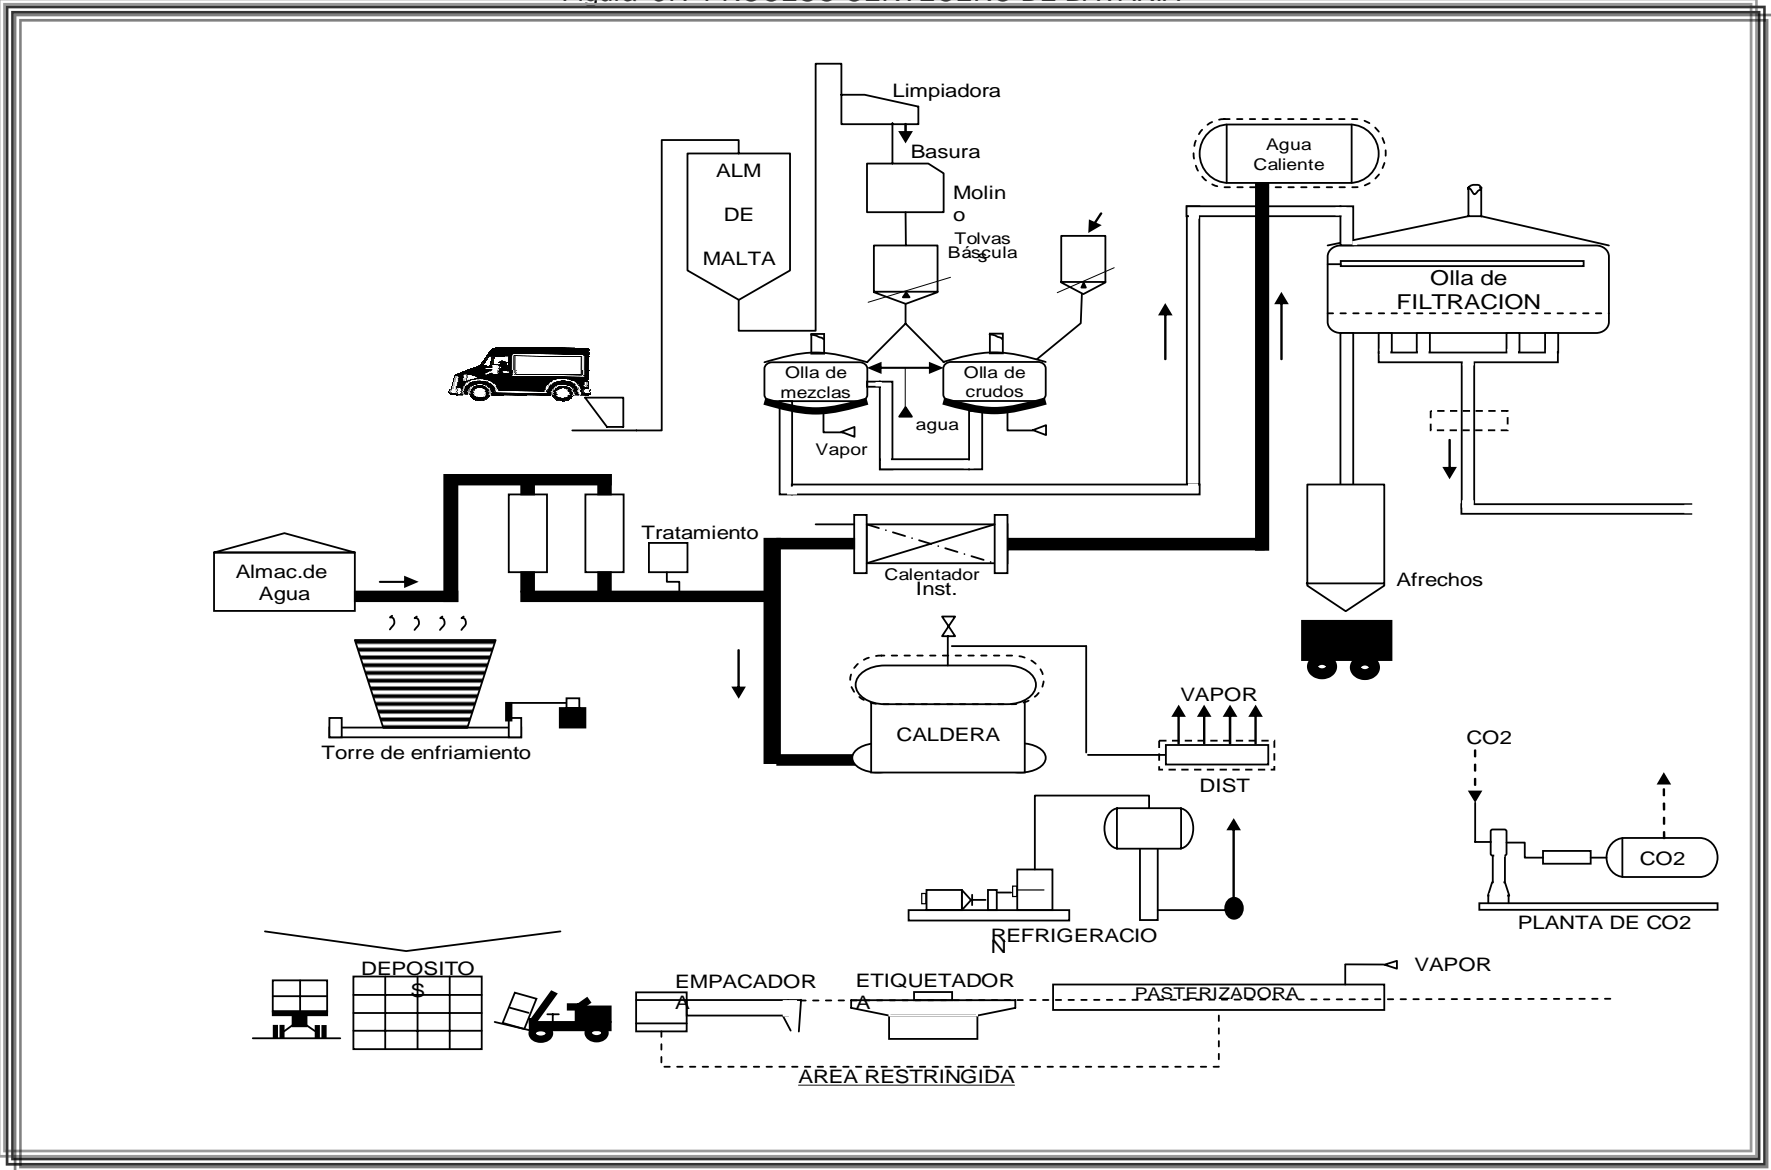 Limpiadora
Basura
ALM
DE
MALTA
Molin
o
Tolvas
Báscula
s
Agua
Caliente
Olla de
FILTRACION
Olla de
mezclas
Olla de
crudos
agua
Vapor
Tratamiento
Almac.de
Agua
Calentador
Inst.
Afrechos
Torre de enfriamiento
CALDERA
VAPOR
DIST
CO2
CO2
PLANTA DE CO2
REFRIGERACIO
N
DEPOSITO
S
EMPACADOR
A
ETIQUETADOR
A
PASTERIZADORA
VAPOR
AREA RESTRINGIDA